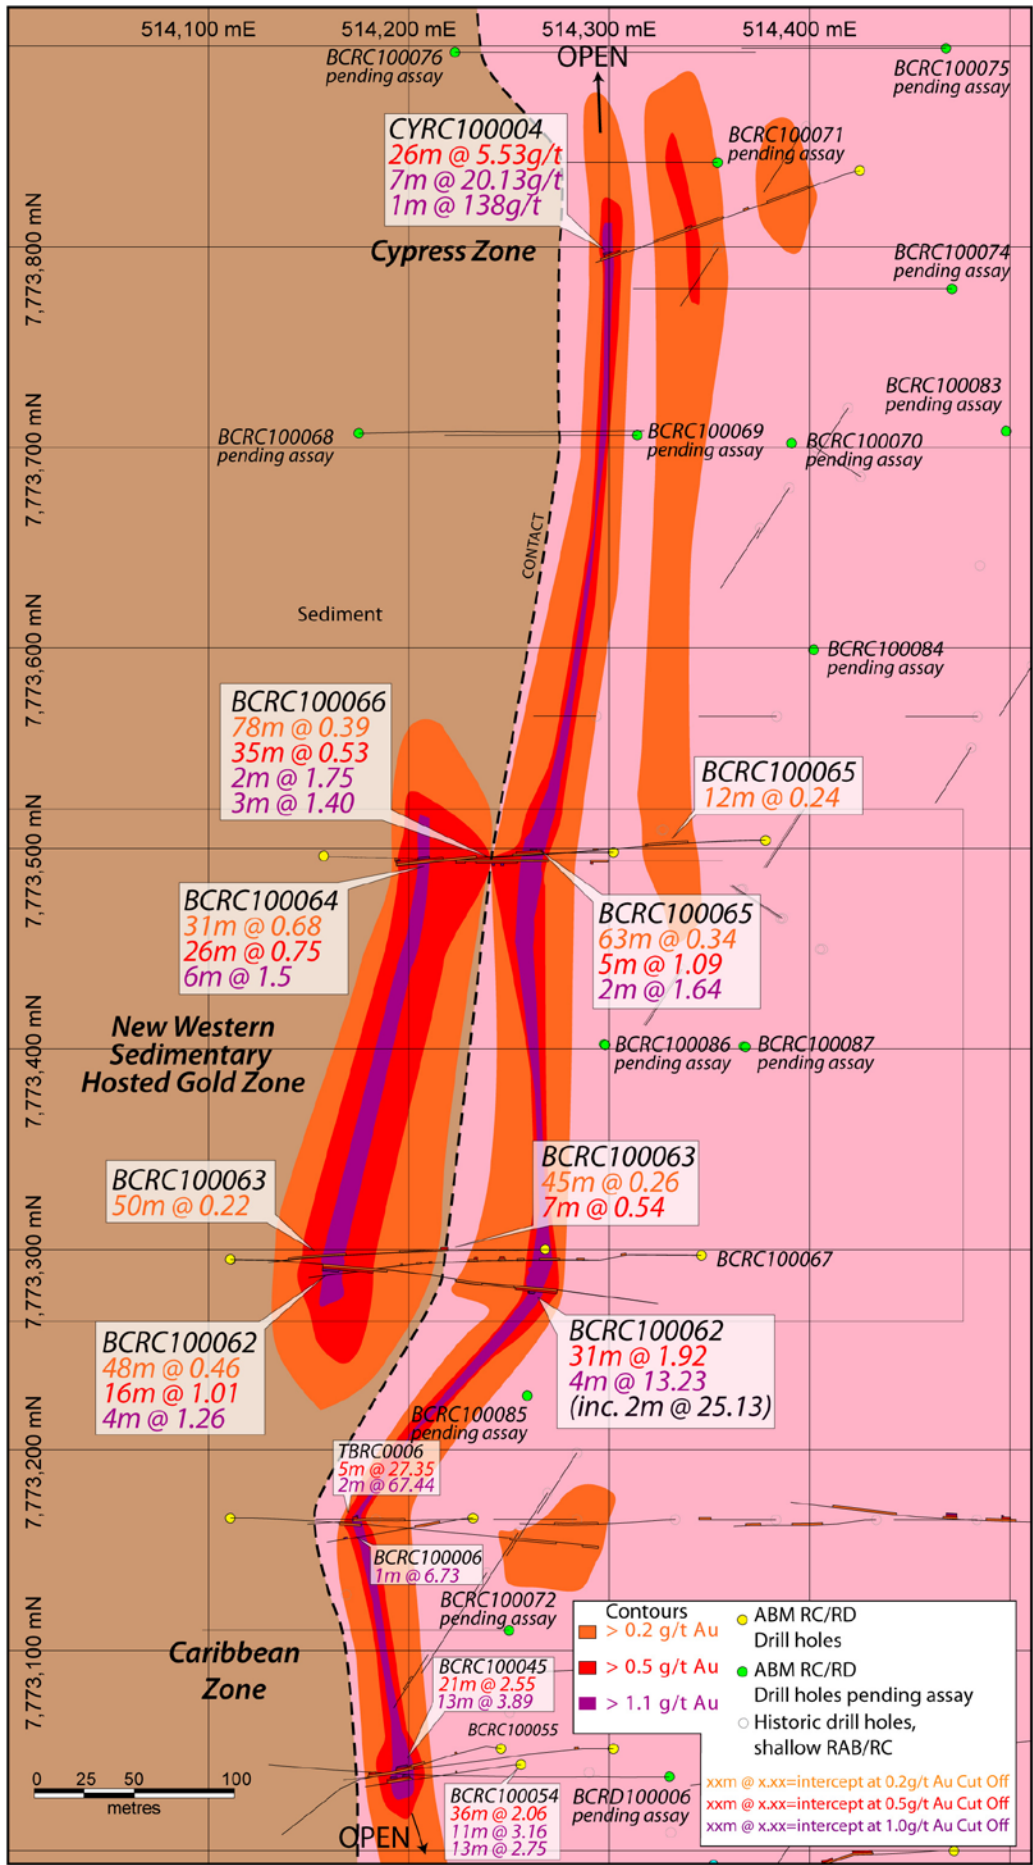 514,100 mE
514,200 mE
514,300 mE
514,400 mE
OPEN
BCRC100076
pending assay
BCRC100075
pending assay
CYRC100004
26m @ 5.53g/t
7m @ 20.13g/t
1m @ 138g/t
BCRC100071
pending assay
Cypress Zone
7,773,800 mN
BCRC100074
pending assay
BCRC100083
pending assay
BCRC100068
pending assay
BCRC100069
pending assay
BCRC100070
pending assay
7,773,700 mN
CONTACT
Sediment
7,773,600 mN
BCRC100084
pending assay
BCRC100066
78m @ 0.39
35m @ 0.53
2m @ 1.75
3m @ 1.40
BCRC100065
12m @ 0.24
7,773,500 mN
BCRC100064
31m @ 0.68
26m @ 0.75
6m @ 1.5
BCRC100065
63m @ 0.34
5m @ 1.09
2m @ 1.64
New Western
Sedimentary
Hosted Gold Zone
7,773,400 mN
BCRC100086
pending assay
BCRC100087
pending assay
BCRC100063
50m @ 0.22
BCRC100063
45m @ 0.26
7m @ 0.54
7,773,300 mN
BCRC100067
BCRC100062
48m @ 0.46
16m @ 1.01
4m @ 1.26
BCRC100062
31m @ 1.92
4m @ 13.23
(inc. 2m @ 25.13)
BCRC100085
pending assay
7,773,200 mN
TBRC0006
5m @ 27.35
2m @ 67.44
BCRC100006
1m @ 6.73
BCRC100072
pending assay
7,773,100 mN
Caribbean
Zone
BCRC100045
21m @ 2.55
13m @ 3.89
BCRC100055
BCRC100054
36m @ 2.06
11m @ 3.16
13m @ 2.75
BCRD100006
pending assay
OPEN
0 25 50 100
metres
Contours
> 0.2 g/t Au
> 0.5 g/t Au
> 1.1 g/t Au
ABM RC/RD
Drill holes
ABM RC/RD
Drill holes pending assay
Historic drill holes,
shallow RAB/RC
xxm @ x.xx=intercept at 0.2g/t Au Cut Off
xxm @ x.xx=intercept at 0.5g/t Au Cut Off
xxm @ x.xx=intercept at 1.0g/t Au Cut Off